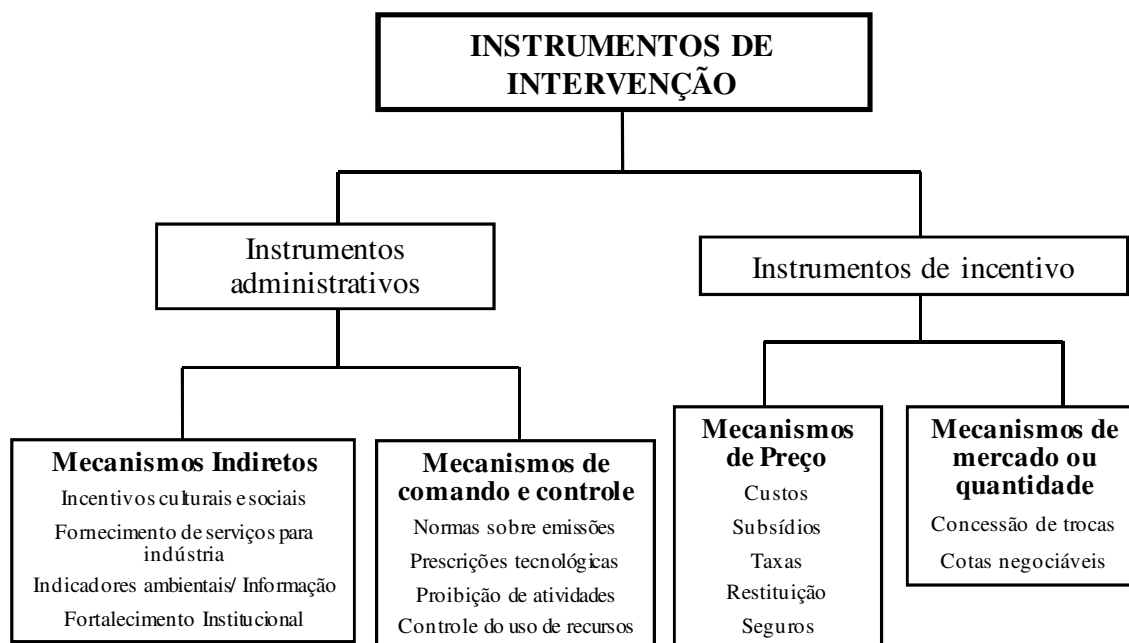 INSTRUMENTOS DE
INTERVENÇÃO
Instrumentos
administrativos
Instrumentos de incentivo
Mecanismos Indiretos
Incentivos culturais e sociais
Fornecimento de serviços para
indústria
Indicadores ambientais/ Informação
Fortalecimento Institucional
Mecanismos de
comando e controle
Normas sobre emissões
Prescrições tecnológicas
Proibição de atividades
Controle do uso de recursos
Mecanismos
de Preço
Custos
Subsídios
Taxas
Restituição
Seguros
Mecanismos de
mercado ou
quantidade
Concessão de trocas
Cotas negociáveis